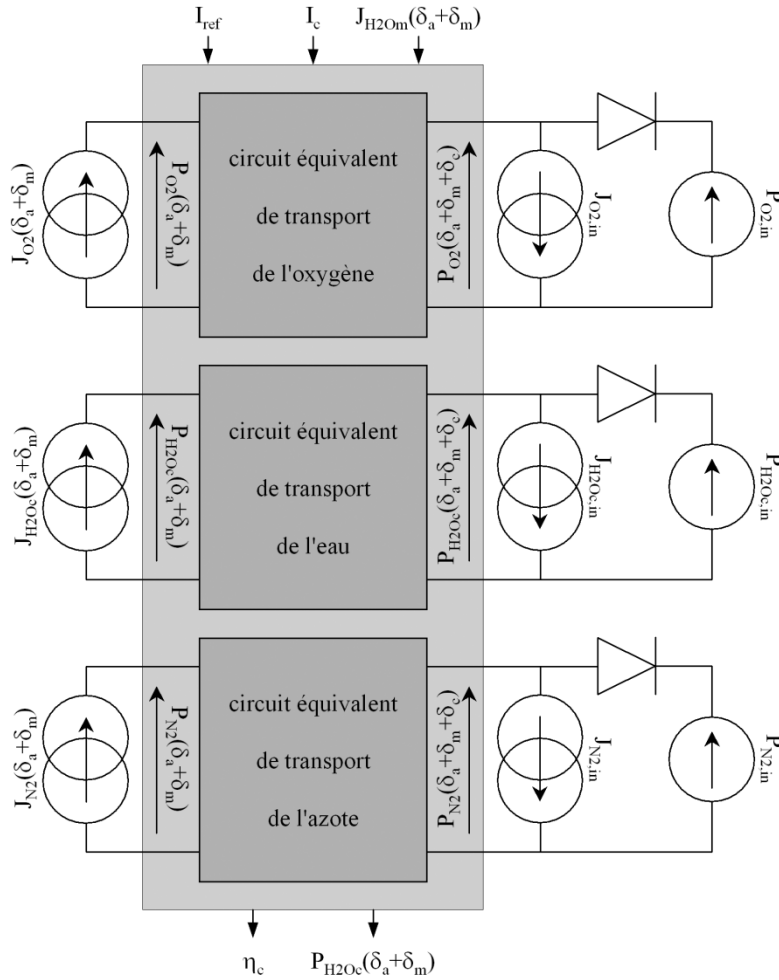 I_ref I_c J_H2Om(δ_a+δ_m)
J_O2(δ_a+δ_m)
P_O2(δ_a+δ_m)
circuit équivalent
de transport
de l'oxygène
P_O2(δ_a+δ_m+δ_c)
J_O2,in
P_O2,in
J_H2Oc(δ_a+δ_m)
P_H2Oc(δ_a+δ_m)
circuit équivalent
de transport
de l'eau
P_H2Oc(δ_a+δ_m+δ_c)
J_H2Oc,in
P_H2Oc,in
J_N2(δ_a+δ_m)
P_N2(δ_a+δ_m)
circuit équivalent
de transport
de l'azote
P_N2(δ_a+δ_m+δ_c)
J_N2,in
P_N2,in
η_c P_H2Oc(δ_a+δ_m)